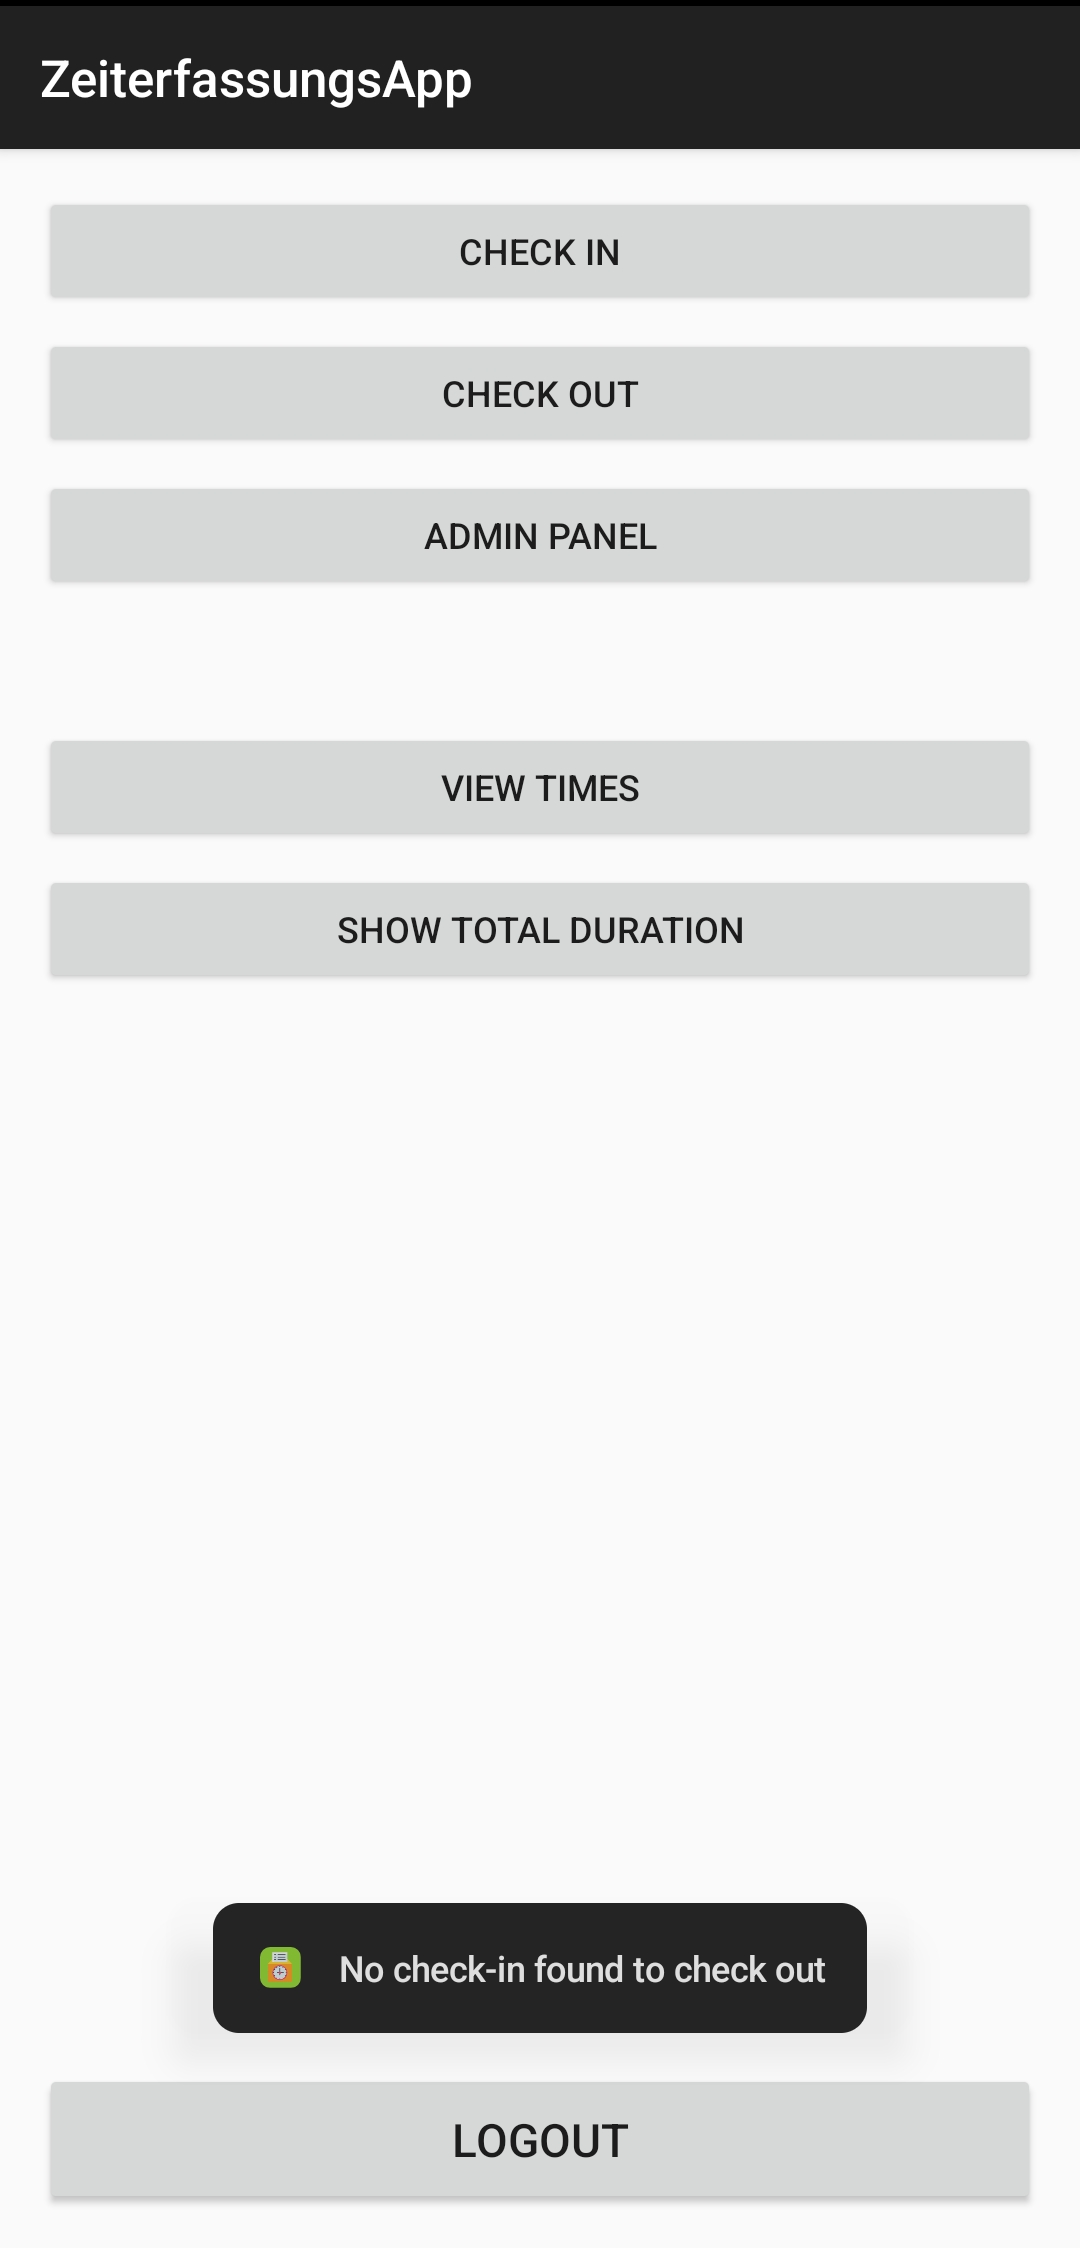 ZeiterfassungsApp
CHECK IN
CHECK OUT
ADMIN PANEL
VIEW TIMES
SHOW TOTAL DURATION
No check-in found to check out
LOGOUT